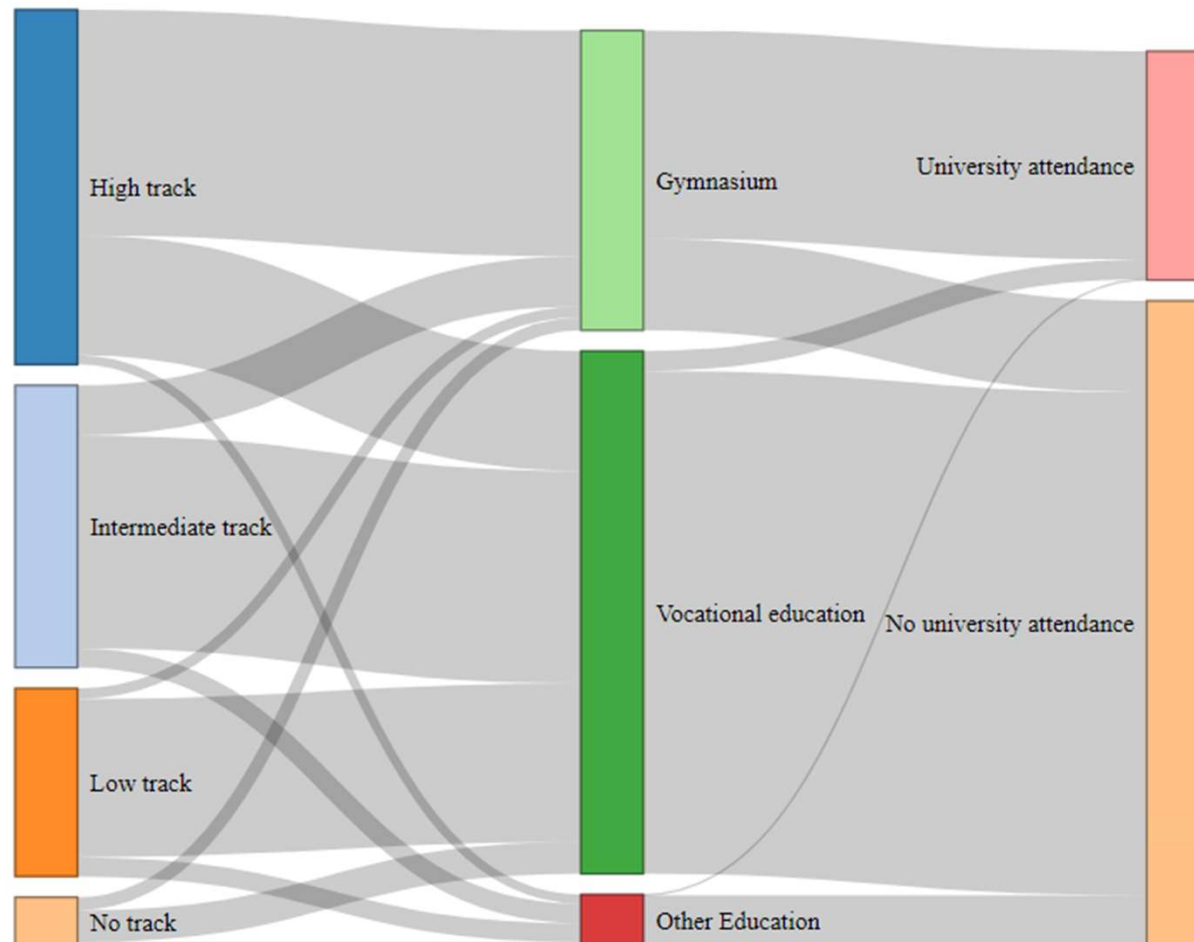 High track
Intermediate track
Low track
No track
Gymnasium
Vocational education
Other Education
University attendance
No university attendance